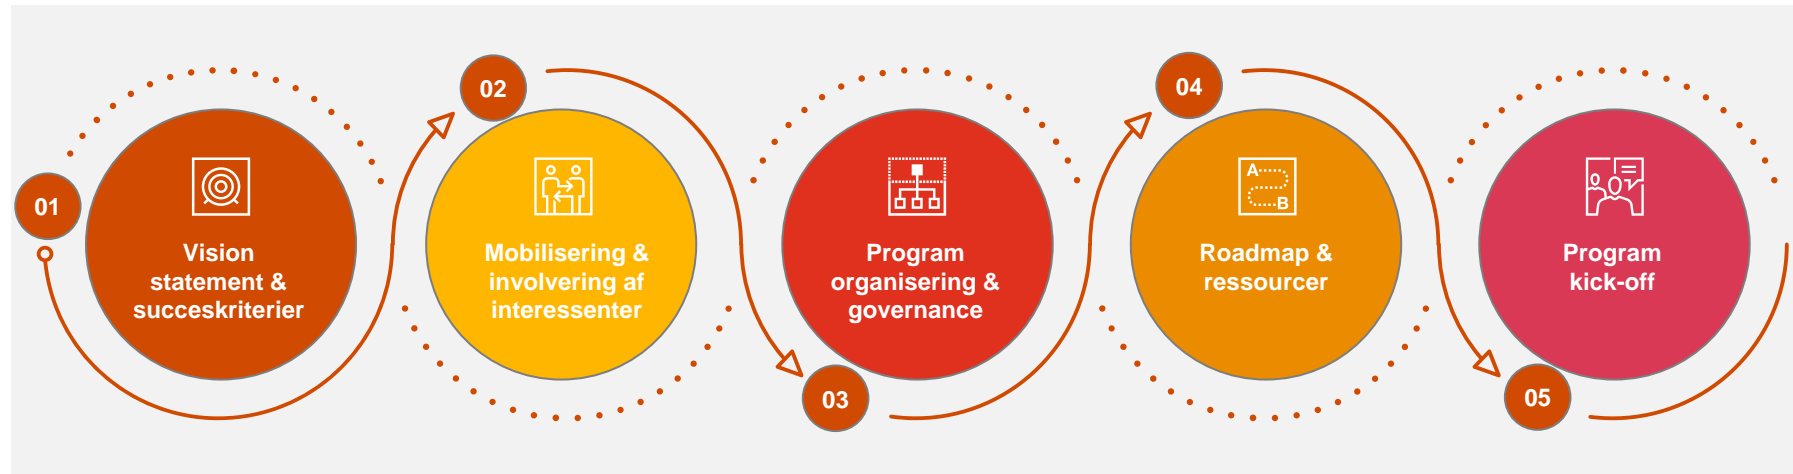 01
Vision
statement &
succeskriterier
02
Mobilisering &
involvering af
interessenter
03
Program
organisering &
governance
04
A
B
Roadmap &
ressourcer
05
Program
kick-off